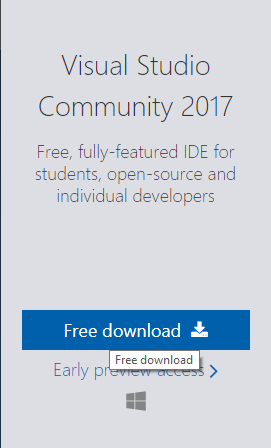 Visual Studio
Community 2017
Free, fully-featured IDE for
students, open-source and
individual developers
Free download
Free download
Early preview access